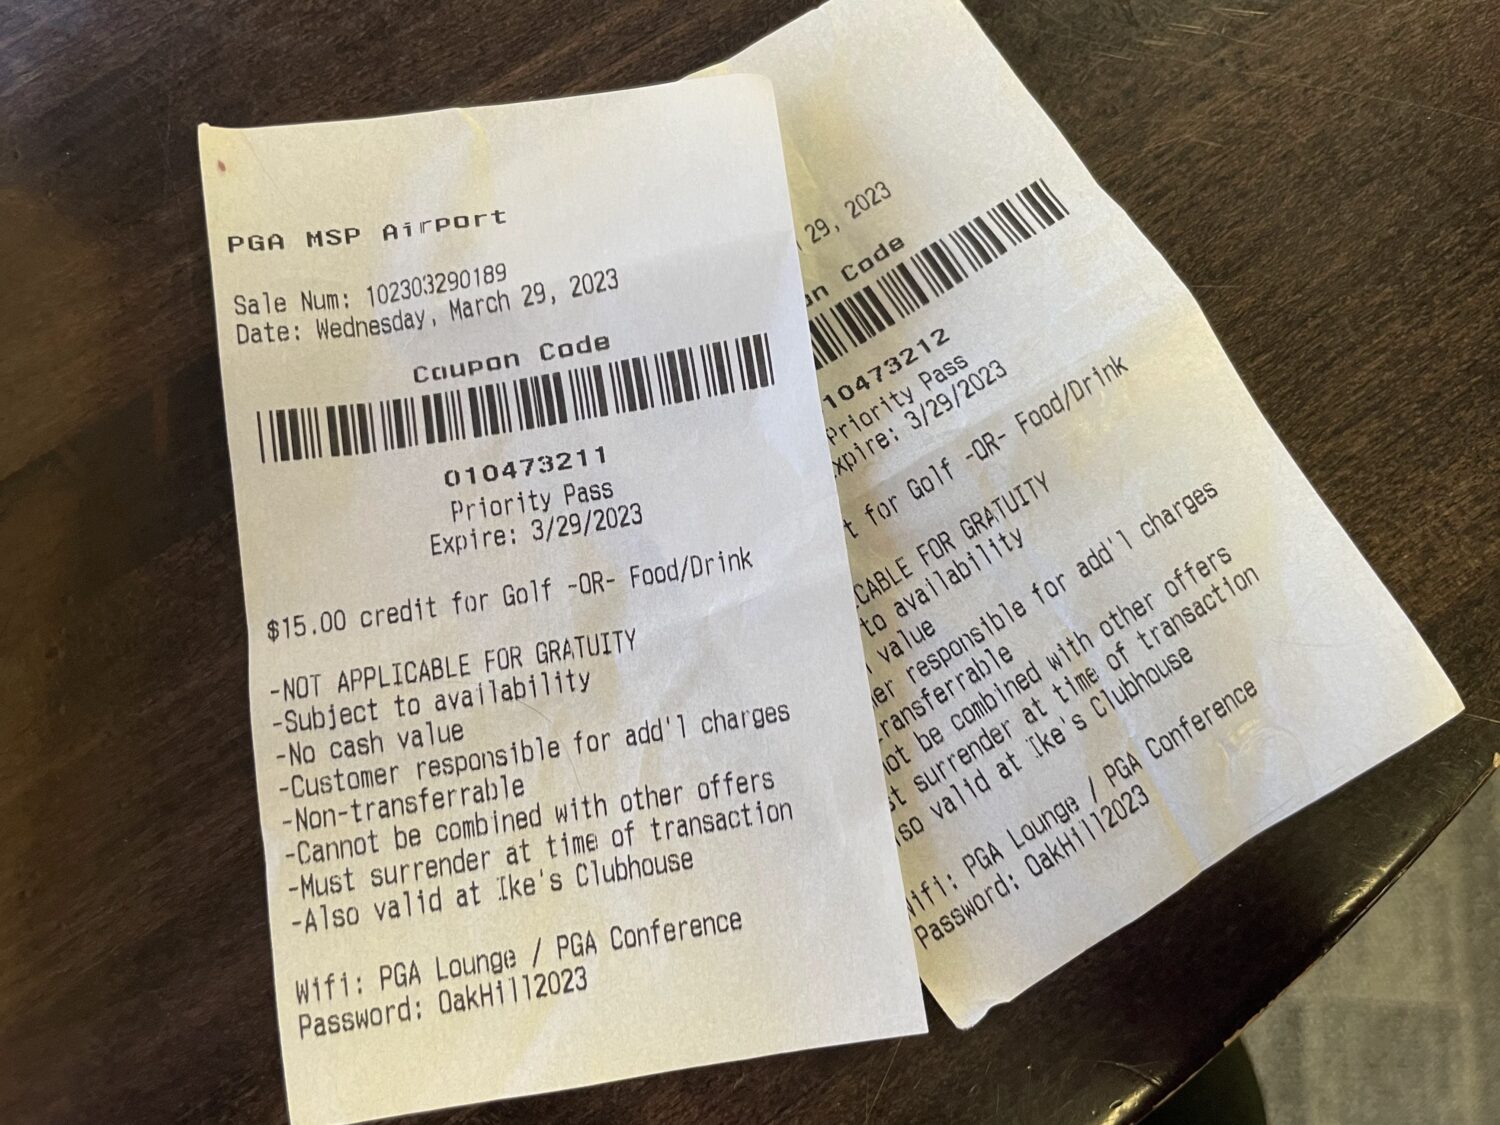 PGA MSP Airport
Sale Num: 102303290189
Date: Wednesday, March 29, 2023
Coupon Code
010473211
Priority Pass
Expire: 3/29/2023
$15.00 credit for Golf -OR- Food/Drink
-NOT APPLICABLE FOR GRATUITY
-Subject to availability
-No cash value
-Customer responsible for add'l charges
-Non-transferrable
-Cannot be combined with other offers
-Must surrender at time of transaction
-Also valid at Ike's Clubhouse
Wifi: PGA Lounge / PGA Conference
Password: OakHill2023
29, 2023
on Code
10473212
Priority Pass
xpire: 3/29/2023
t for Golf -OR- Food/Drink
CABLE FOR GRATUITY
to availability
value
er responsible for add'l charges
ransferrable
ot be combined with other offers
st surrender at time of transaction
so valid at Ike's Clubhouse
ifi: PGA Lounge / PGA Conference
Password: OakHill2023